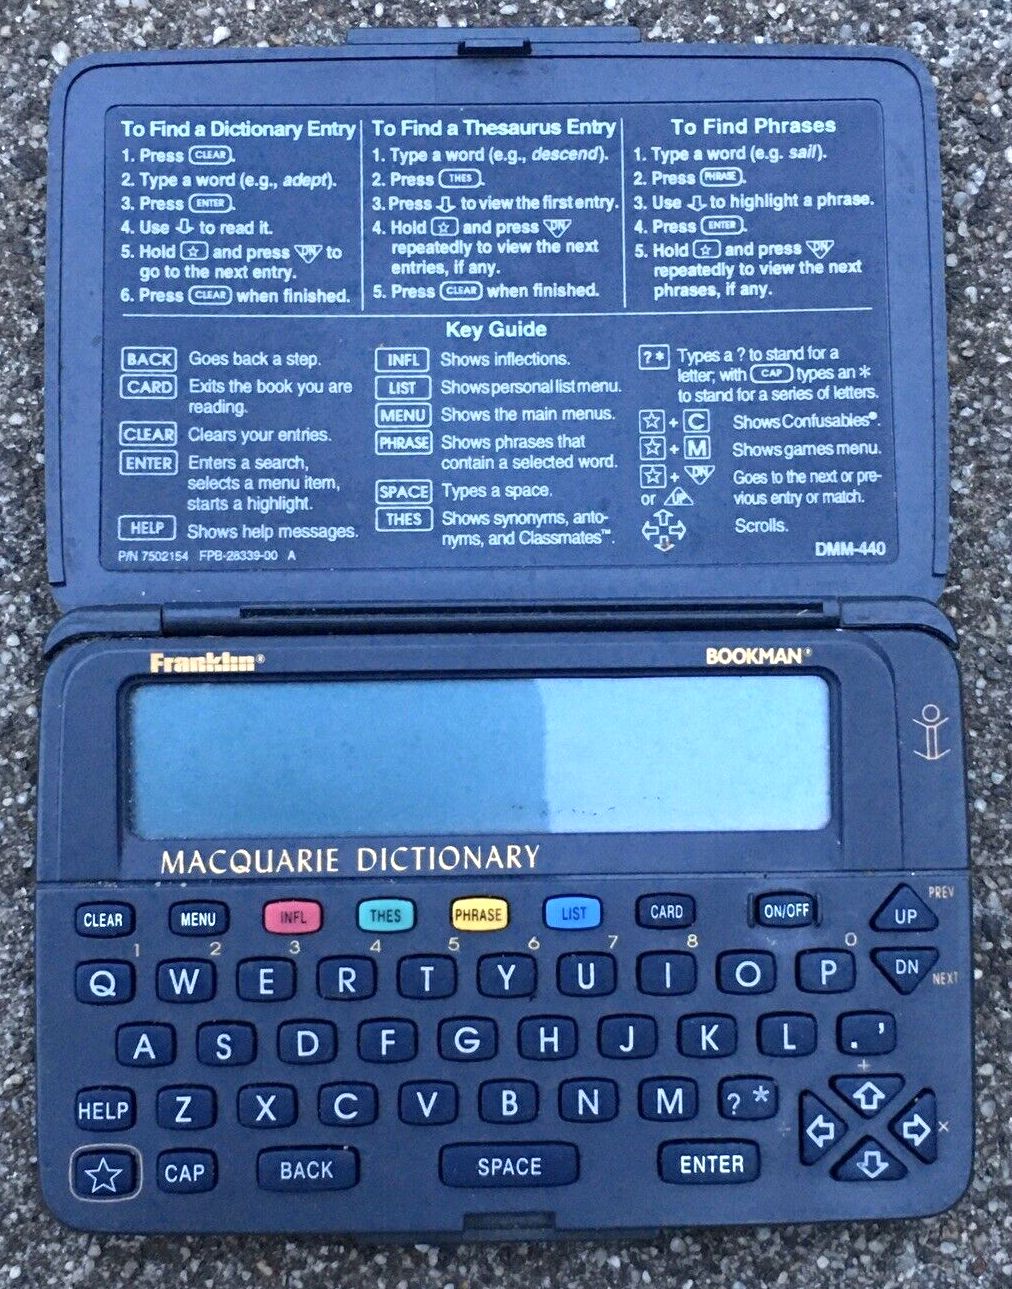 To Find a Dictionary Entry
1. Press CLEAR.
2. Type a word (e.g., adept).
3. Press ENTER.
4. Use ⇩ to read it.
5. Hold ☆ and press DN to
go to the next entry.
6. Press CLEAR when finished.
To Find a Thesaurus Entry
1. Type a word (e.g., descend).
2. Press THES.
3. Press ⇩ to view the first entry.
4. Hold ☆ and press DN
repeatedly to view the next
entries, if any.
5. Press CLEAR when finished.
To Find Phrases
1. Type a word (e.g. sail).
2. Press PHRASE.
3. Use ⇩ to highlight a phrase.
4. Press ENTER.
5. Hold ☆ and press DN
repeatedly to view the next
phrases, if any.
Key Guide
BACK Goes back a step.
CARD Exits the book you are
reading.
CLEAR Clears your entries.
ENTER Enters a search,
selects a menu item,
starts a highlight.
HELP Shows help messages.
P/N 7502154 FPB-28339-00 A
INFL Shows inflections.
LIST Shows personal list menu.
MENU Shows the main menus.
PHRASE Shows phrases that
contain a selected word.
SPACE Types a space.
THES Shows synonyms, anto-
nyms, and Classmates™.
? * Types a ? to stand for a
letter; with CAP types an *
to stand for a series of letters.
☆ + C Shows Confusables®.
☆ + M Shows games menu.
☆ + DN Goes to the next or pre-
or UP vious entry or match.
Scrolls.
DMM-440
Franklin® BOOKMAN®
MACQUARIE DICTIONARY
CLEAR MENU INFL THES PHRASE LIST CARD ON/OFF UP PREV
1 2 3 4 5 6 7 8 0
Q W E R T Y U I O P DN NEXT
A S D F G H J K L . '
+
HELP Z X C V B N M ? *
÷ ×
☆ CAP BACK SPACE ENTER